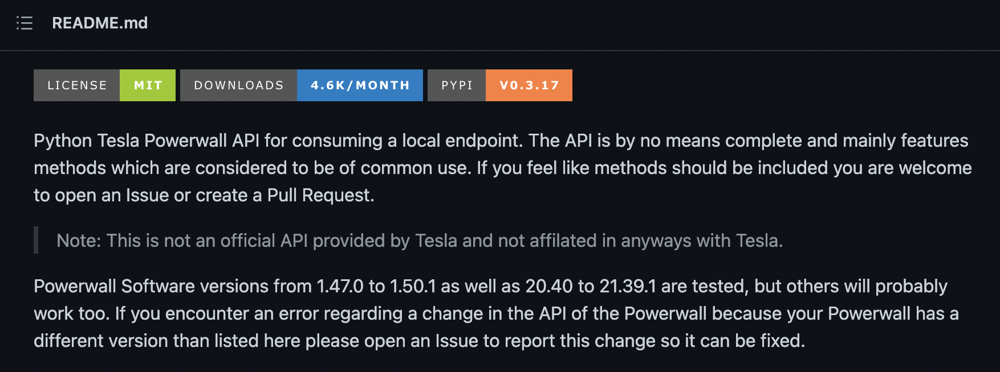 README.md
LICENSE MIT DOWNLOADS 4.6K/MONTH PYPI V0.3.17
Python Tesla Powerwall API for consuming a local endpoint. The API is by no means complete and mainly features
methods which are considered to be of common use. If you feel like methods should be included you are welcome
to open an Issue or create a Pull Request.
Note: This is not an official API provided by Tesla and not affilated in anyways with Tesla.
Powerwall Software versions from 1.47.0 to 1.50.1 as well as 20.40 to 21.39.1 are tested, but others will probably
work too. If you encounter an error regarding a change in the API of the Powerwall because your Powerwall has a
different version than listed here please open an Issue to report this change so it can be fixed.